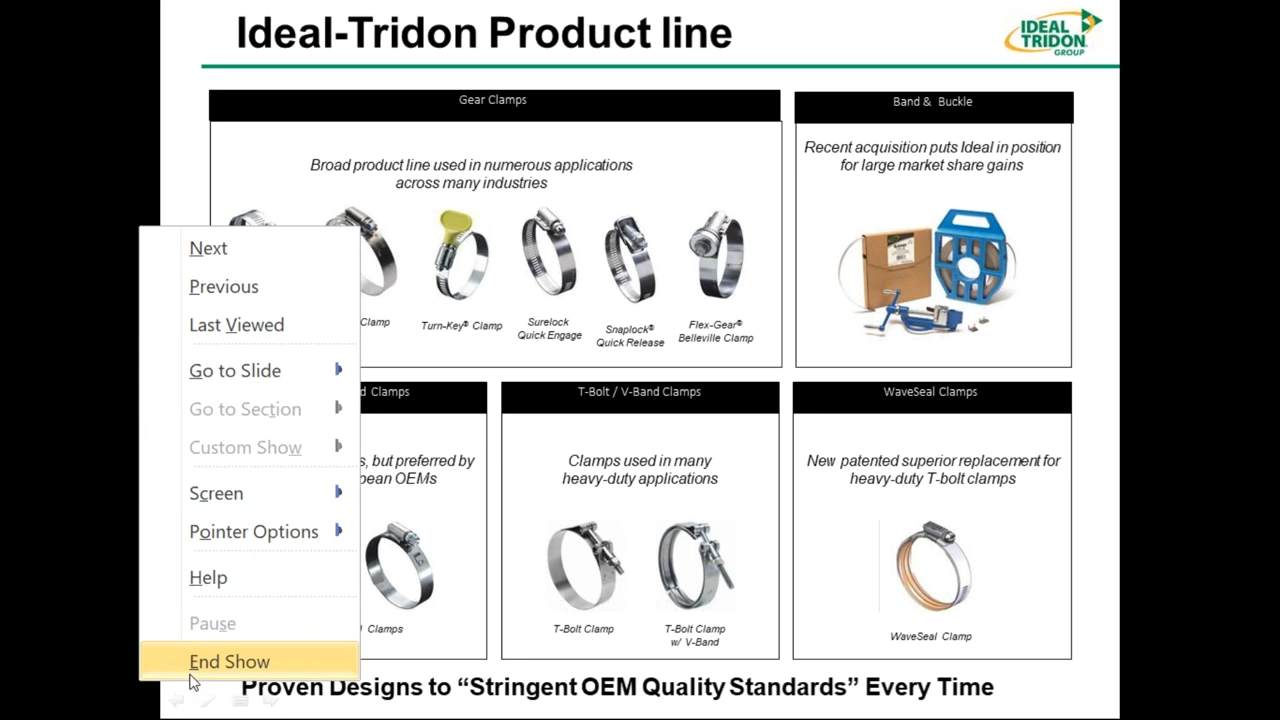 Ideal-Tridon Product line
IDEAL
TRIDON
GROUP
Gear Clamps
Broad product line used in numerous applications
across many industries
Clamp
Turn-Key® Clamp
Surelock
Quick Engage
Snaplock®
Quick Release
Flex-Gear®
Belleville Clamp
Band & Buckle
Recent acquisition puts Ideal in position
for large market share gains
Next
Previous
Last Viewed
Go to Slide
Go to Section
Custom Show
Screen
Pointer Options
Help
Pause
End Show
Clamps
, but preferred by
OEMs
Clamps
T-Bolt / V-Band Clamps
Clamps used in many
heavy-duty applications
T-Bolt Clamp
T-Bolt Clamp
w/ V-Band
WaveSeal Clamps
New patented superior replacement for
heavy-duty T-bolt clamps
WaveSeal Clamp
Proven Designs to “Stringent OEM Quality Standards” Every Time